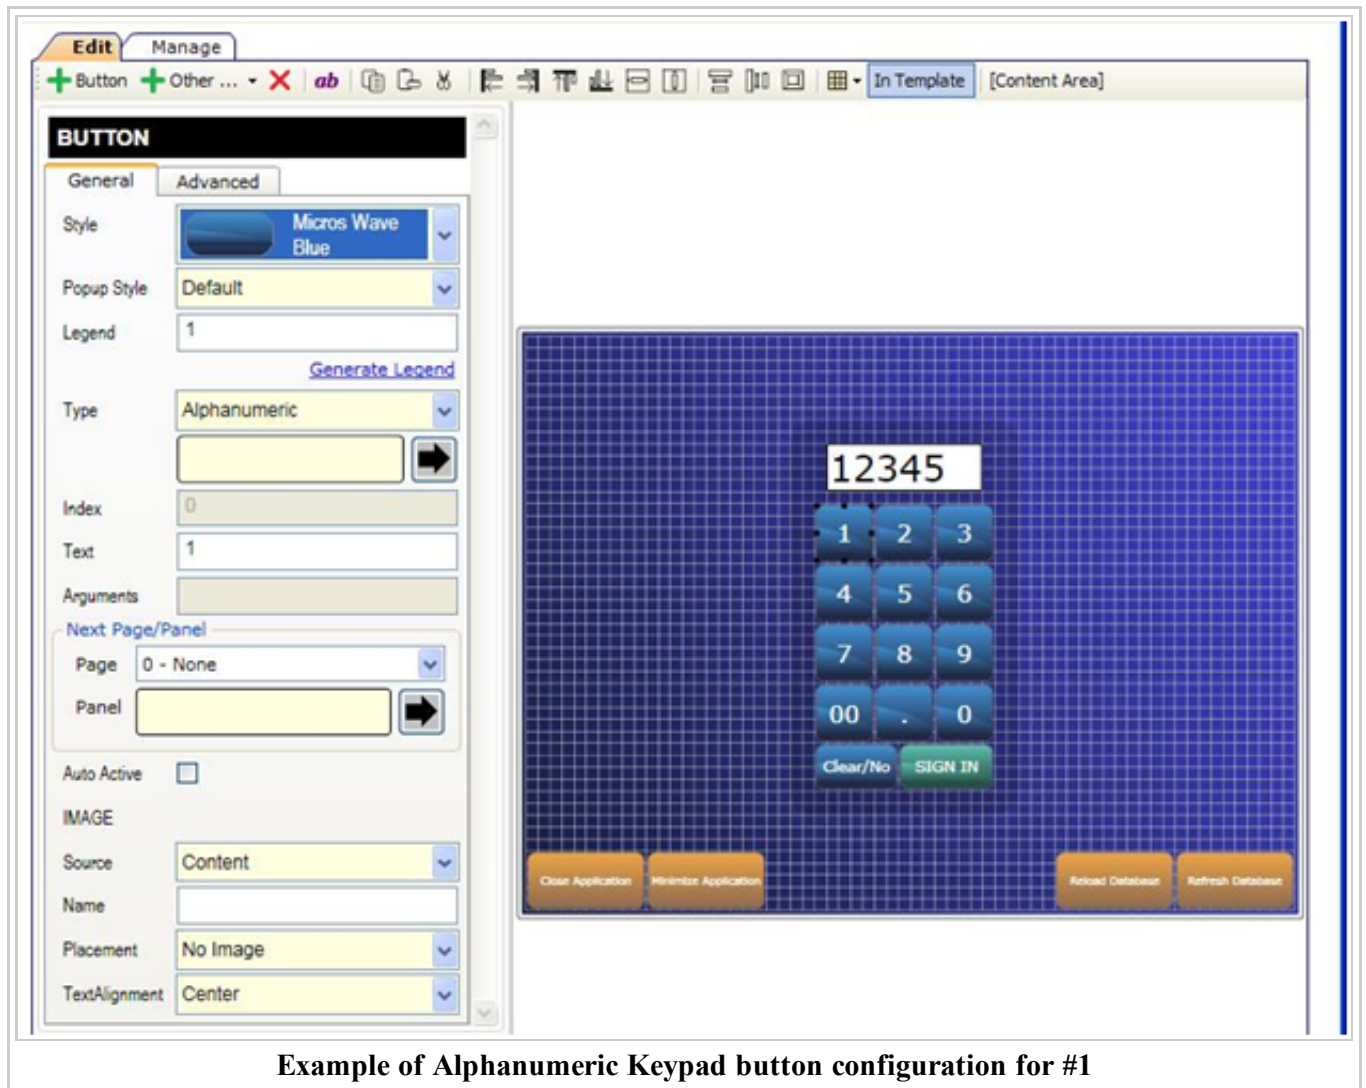 Edit Manage
Button Other ... ab In Template [Content Area]
BUTTON
General Advanced
Style Micros Wave
Blue
Popup Style Default
Legend 1
Generate Legend
Type Alphanumeric
Index 0
Text 1
Arguments
Next Page/Panel
Page 0 - None
Panel
Auto Active
IMAGE
Source Content
Name
Placement No Image
TextAlignment Center
12345
1 2 3
4 5 6
7 8 9
00 . 0
Clear/No SIGN IN
Close Application Minimize Application Reload Database Refresh Database
Example of Alphanumeric Keypad button configuration for #1